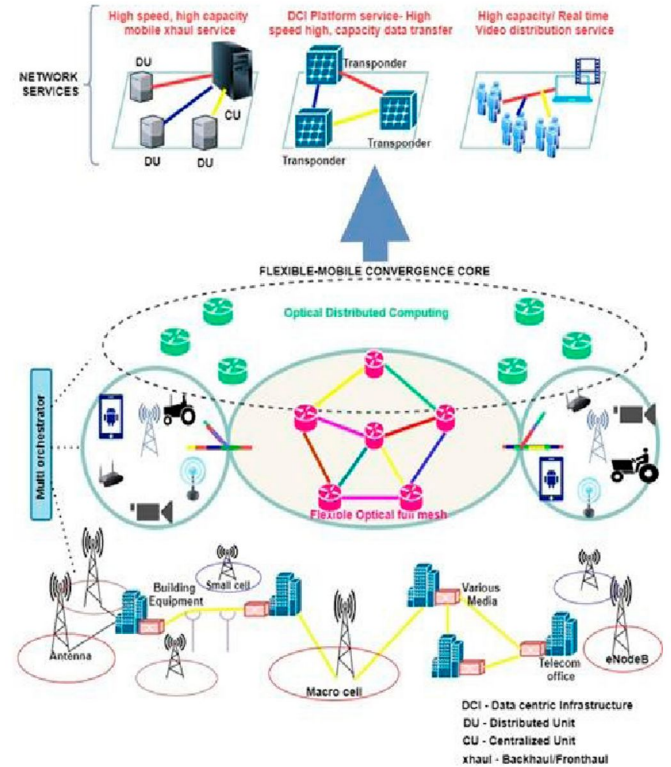 High speed, high capacity
mobile xhaul service
DCI Platform service- High
speed high, capacity data transfer
High capacity/ Real time
Video distribution service
NETWORK
SERVICES
DU
CU
DU
DU
Transponder
Transponder
Transponder
FLEXIBLE-MOBILE CONVERGENCE CORE
Optical Distributed Computing
Multi orchestrator
Flexible Optical full mesh
Building
Equipment
Small cell
Various
Media
Antenna
Macro cell
Telecom
office
eNodeB
DCI - Data centric Infrastructure
DU - Distributed Unit
CU - Centralized Unit
xhaul - Backhaul/Fronthaul